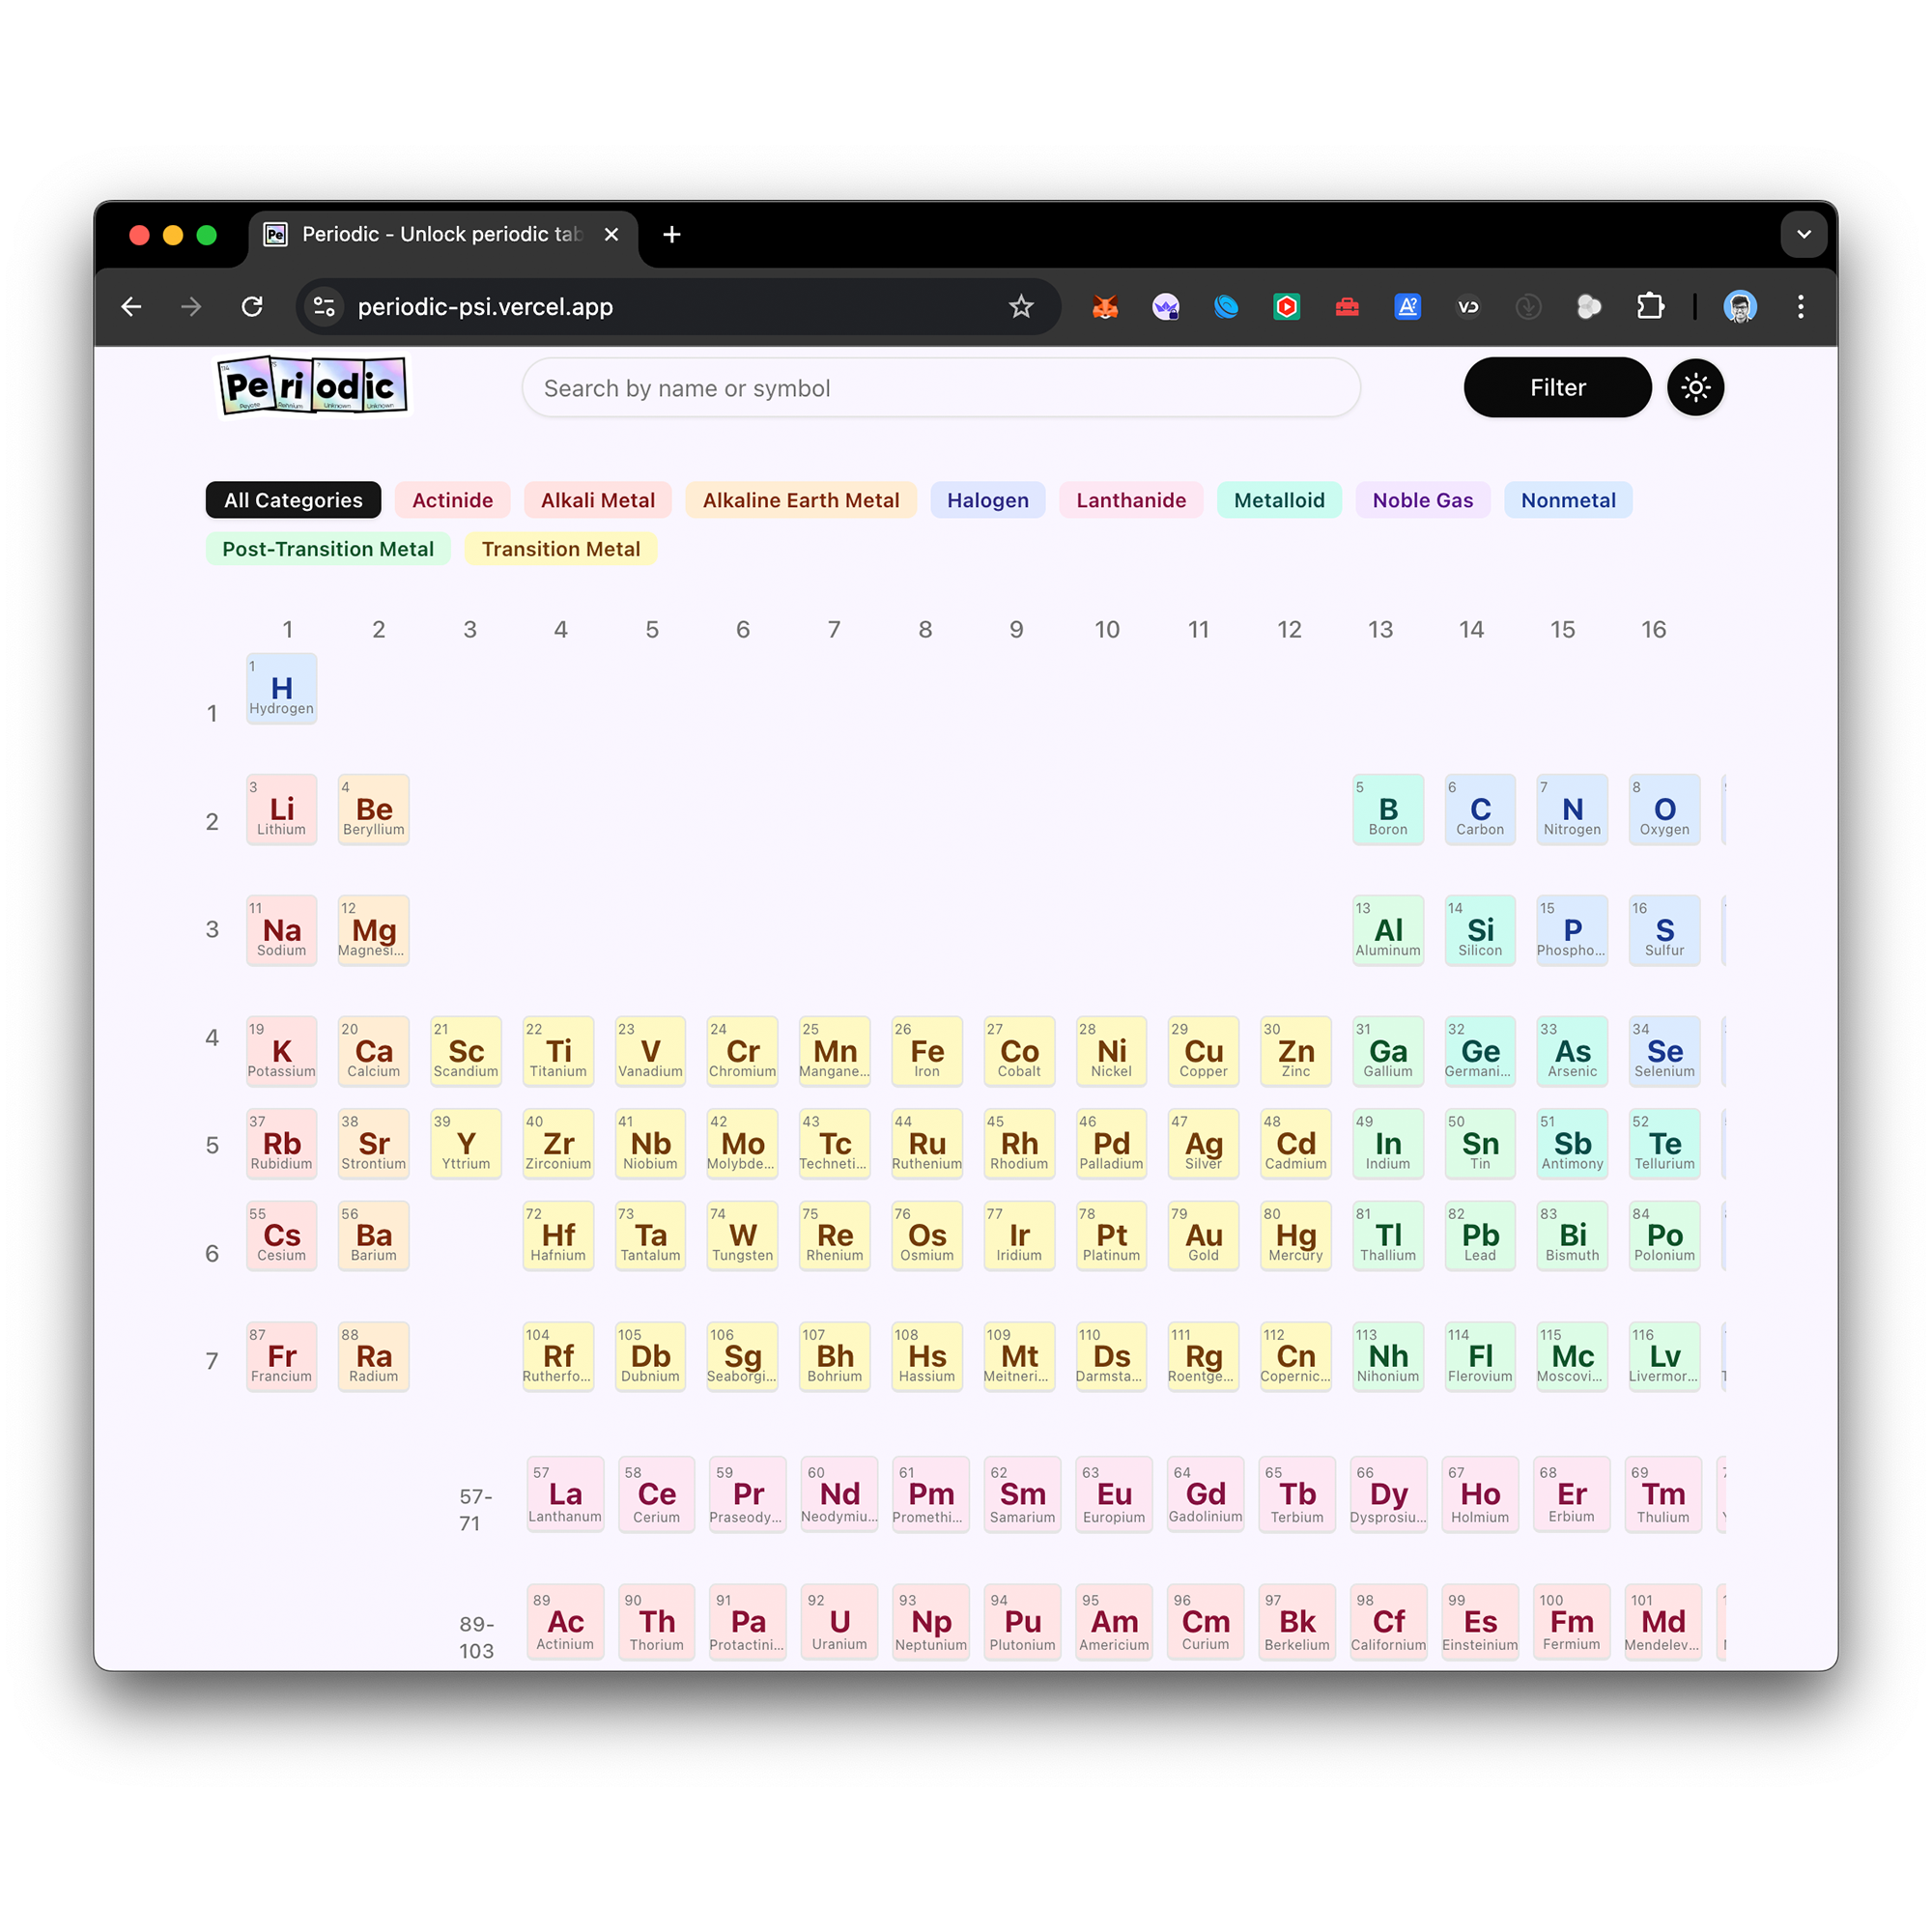 Pe Periodic - Unlock periodic tab
periodic-psi.vercel.app
Pe ri od ic
Search by name or symbol
Filter
All Categories Actinide Alkali Metal Alkaline Earth Metal Halogen Lanthanide Metalloid Noble Gas Nonmetal
Post-Transition Metal Transition Metal
1 2 3 4 5 6 7 8 9 10 11 12 13 14 15 16
1
1
H
Hydrogen
2
3 4 5 6 7 8
Li Be B C N O
Lithium Beryllium Boron Carbon Nitrogen Oxygen
3
11 12 13 14 15 16
Na Mg Al Si P S
Sodium Magnesi... Aluminum Silicon Phospho... Sulfur
4
19 20 21 22 23 24 25 26 27 28 29 30 31 32 33 34
K Ca Sc Ti V Cr Mn Fe Co Ni Cu Zn Ga Ge As Se
Potassium Calcium Scandium Titanium Vanadium Chromium Mangane... Iron Cobalt Nickel Copper Zinc Gallium Germani... Arsenic Selenium
5
37 38 39 40 41 42 43 44 45 46 47 48 49 50 51 52
Rb Sr Y Zr Nb Mo Tc Ru Rh Pd Ag Cd In Sn Sb Te
Rubidium Strontium Yttrium Zirconium Niobium Molybde... Techneti... Ruthenium Rhodium Palladium Silver Cadmium Indium Tin Antimony Tellurium
6
55 56 72 73 74 75 76 77 78 79 80 81 82 83 84
Cs Ba Hf Ta W Re Os Ir Pt Au Hg Tl Pb Bi Po
Cesium Barium Hafnium Tantalum Tungsten Rhenium Osmium Iridium Platinum Gold Mercury Thallium Lead Bismuth Polonium
7
87 88 104 105 106 107 108 109 110 111 112 113 114 115 116
Fr Ra Rf Db Sg Bh Hs Mt Ds Rg Cn Nh Fl Mc Lv
Francium Radium Rutherfo... Dubnium Seaborgi... Bohrium Hassium Meitneri... Darmsta... Roentge... Copernic... Nihonium Flerovium Moscovi... Livermor...
57-
71
57 58 59 60 61 62 63 64 65 66 67 68 69
La Ce Pr Nd Pm Sm Eu Gd Tb Dy Ho Er Tm
Lanthanum Cerium Praseody... Neodymiu... Promethi... Samarium Europium Gadolinium Terbium Dysprosiu... Holmium Erbium Thulium
89-
103
89 90 91 92 93 94 95 96 97 98 99 100 101
Ac Th Pa U Np Pu Am Cm Bk Cf Es Fm Md
Actinium Thorium Protactini... Uranium Neptunium Plutonium Americium Curium Berkelium Californium Einsteinium Fermium Mendelev...